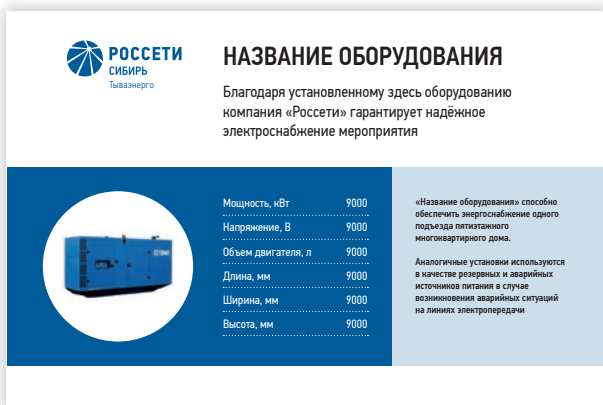 РОССЕТИ
СИБИРЬ
Тываэнерго
НАЗВАНИЕ ОБОРУДОВАНИЯ
Благодаря установленному здесь оборудованию
компания «Россети» гарантирует надёжное
электроснабжение мероприятия
Мощность, кВт 9000
Напряжение, В 9000
Объем двигателя, л 9000
Длина, мм 9000
Ширина, мм 9000
Высота, мм 9000
«Название оборудования» способно
обеспечить энергоснабжение одного
подъезда пятиэтажного
многоквартирного дома.
Аналогичные установки используются
в качестве резервных и аварийных
источников питания в случае
возникновения аварийных ситуаций
на линиях электропередачи